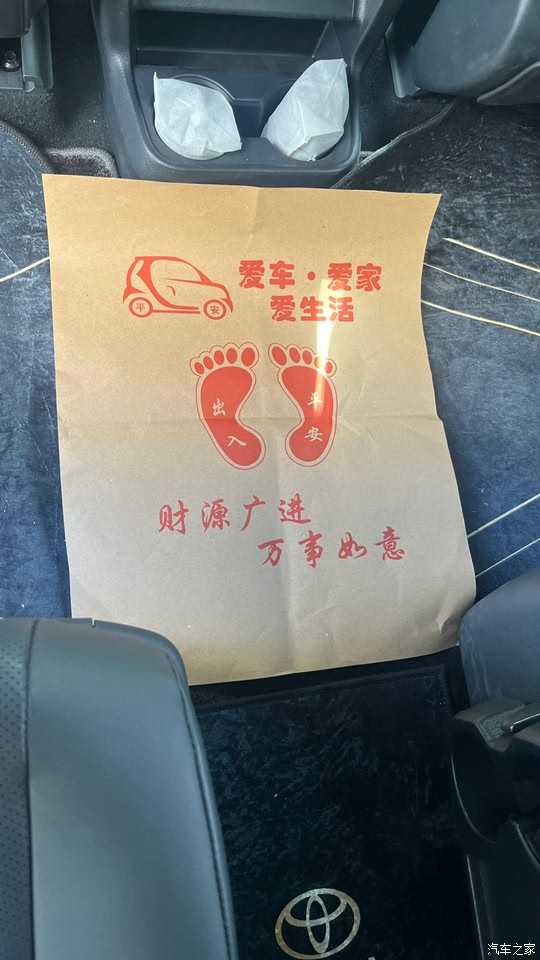 爱车·爱家
爱生活
平 安
出入 平安
财源广进
万事如意
汽车之家